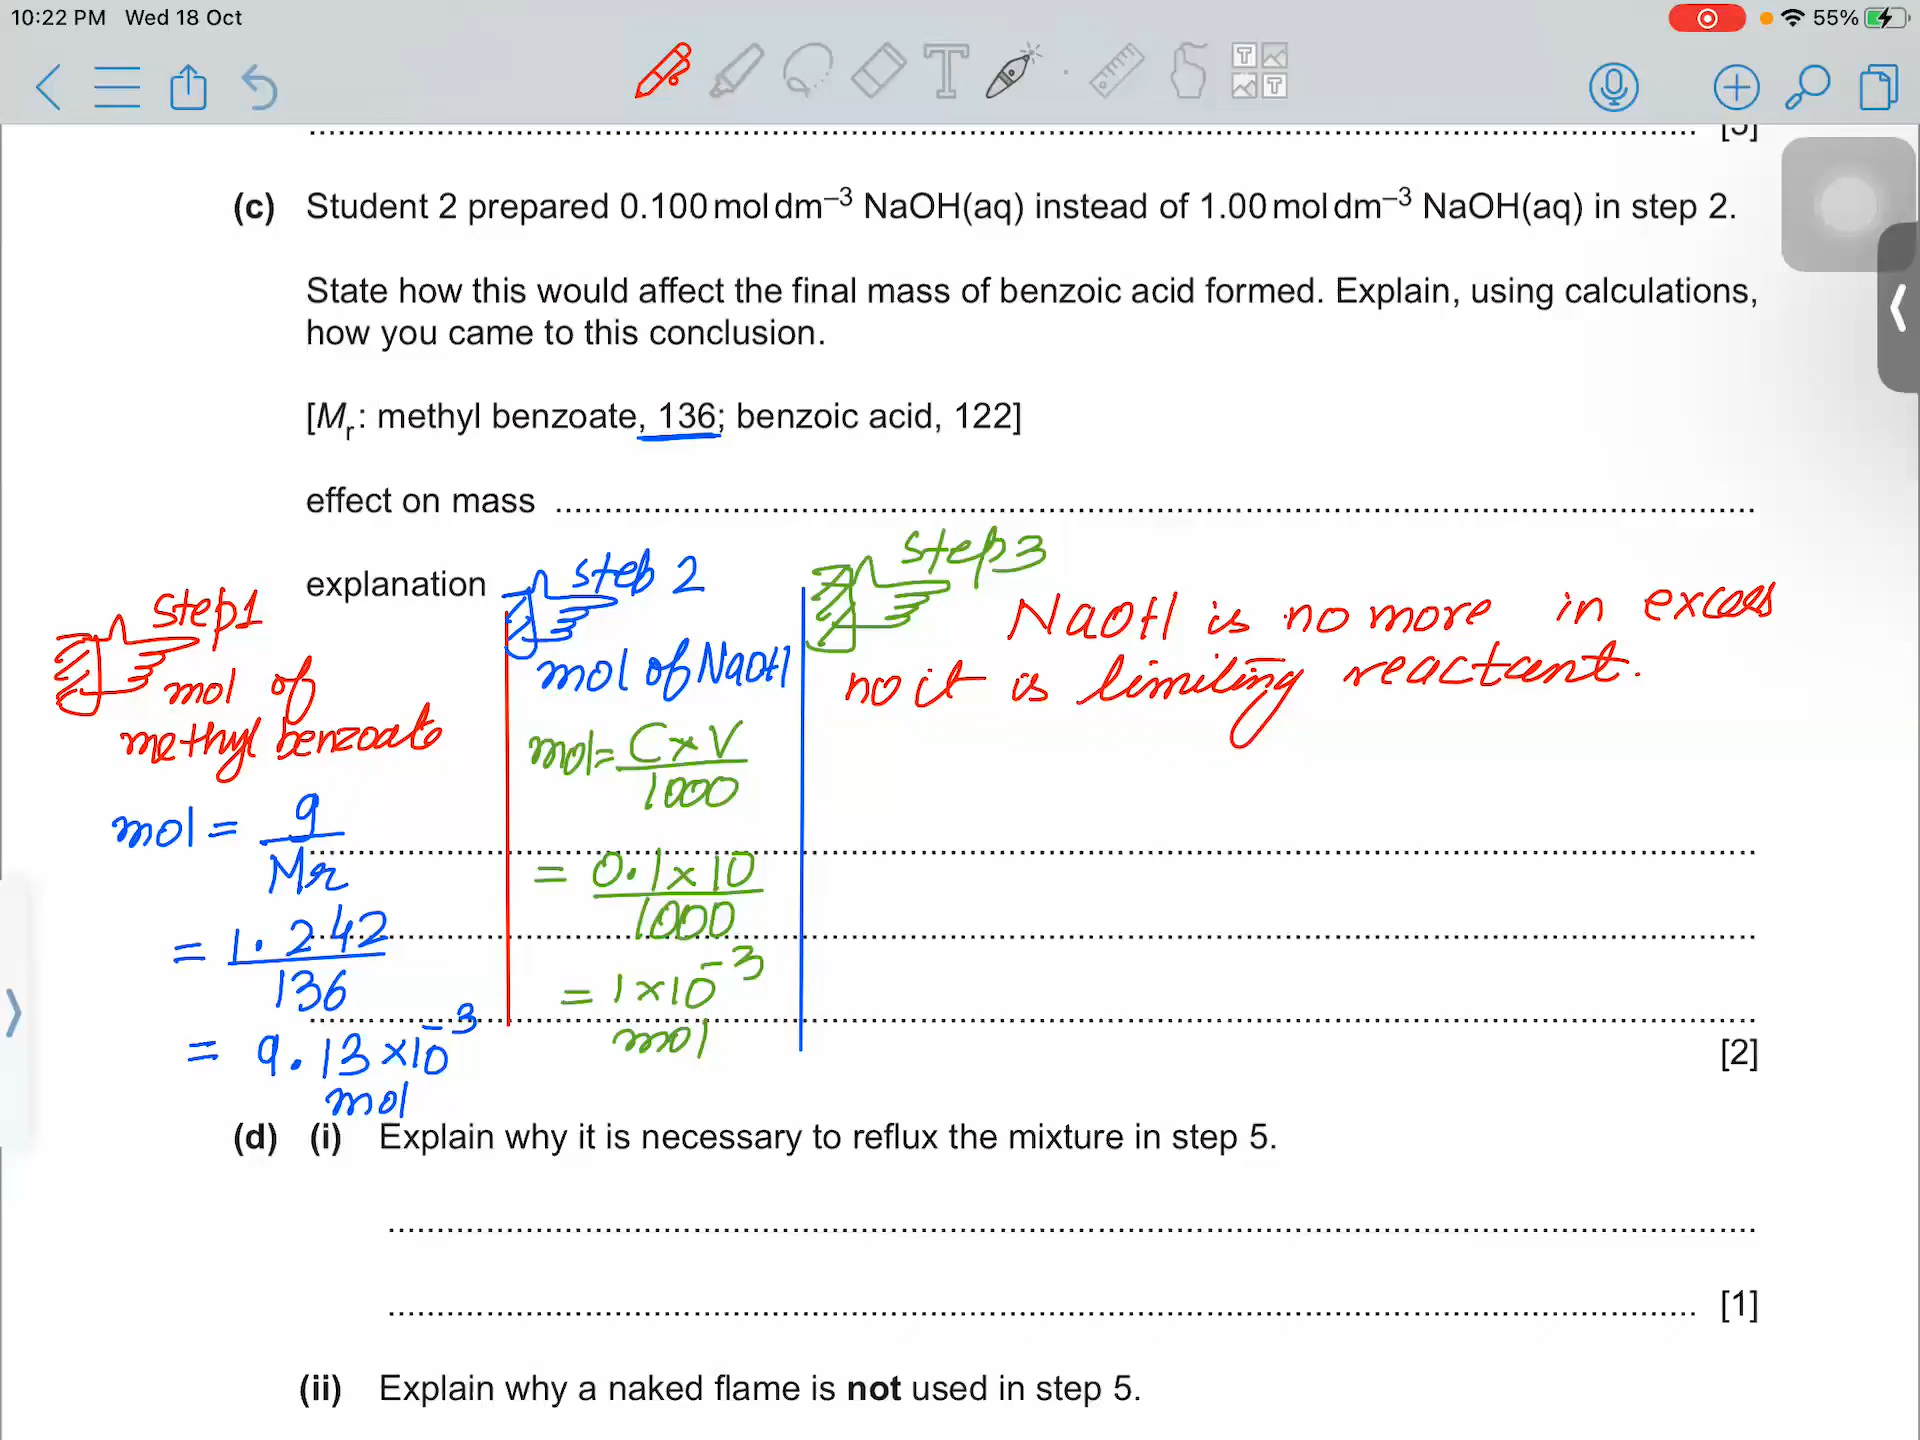 10:22 PM Wed 18 Oct
55%
(c) Student 2 prepared 0.100 mol dm⁻³ NaOH(aq) instead of 1.00 mol dm⁻³ NaOH(aq) in step 2.
State how this would affect the final mass of benzoic acid formed. Explain, using calculations,
how you came to this conclusion.
[Mr: methyl benzoate, 136; benzoic acid, 122]
effect on mass
explanation
Step1
mol of
methyl benzoate
mol = g
Mr
= 1.242
136
= 9.13 ×10⁻³
mol
step 2
mol of NaOH
mol= C×V
1000
= 0.1×10
1000
= 1×10⁻³
mol
step3
NaOH is no more in excess
no it is limiting reactant.
[2]
(d) (i) Explain why it is necessary to reflux the mixture in step 5.
[1]
(ii) Explain why a naked flame is not used in step 5.